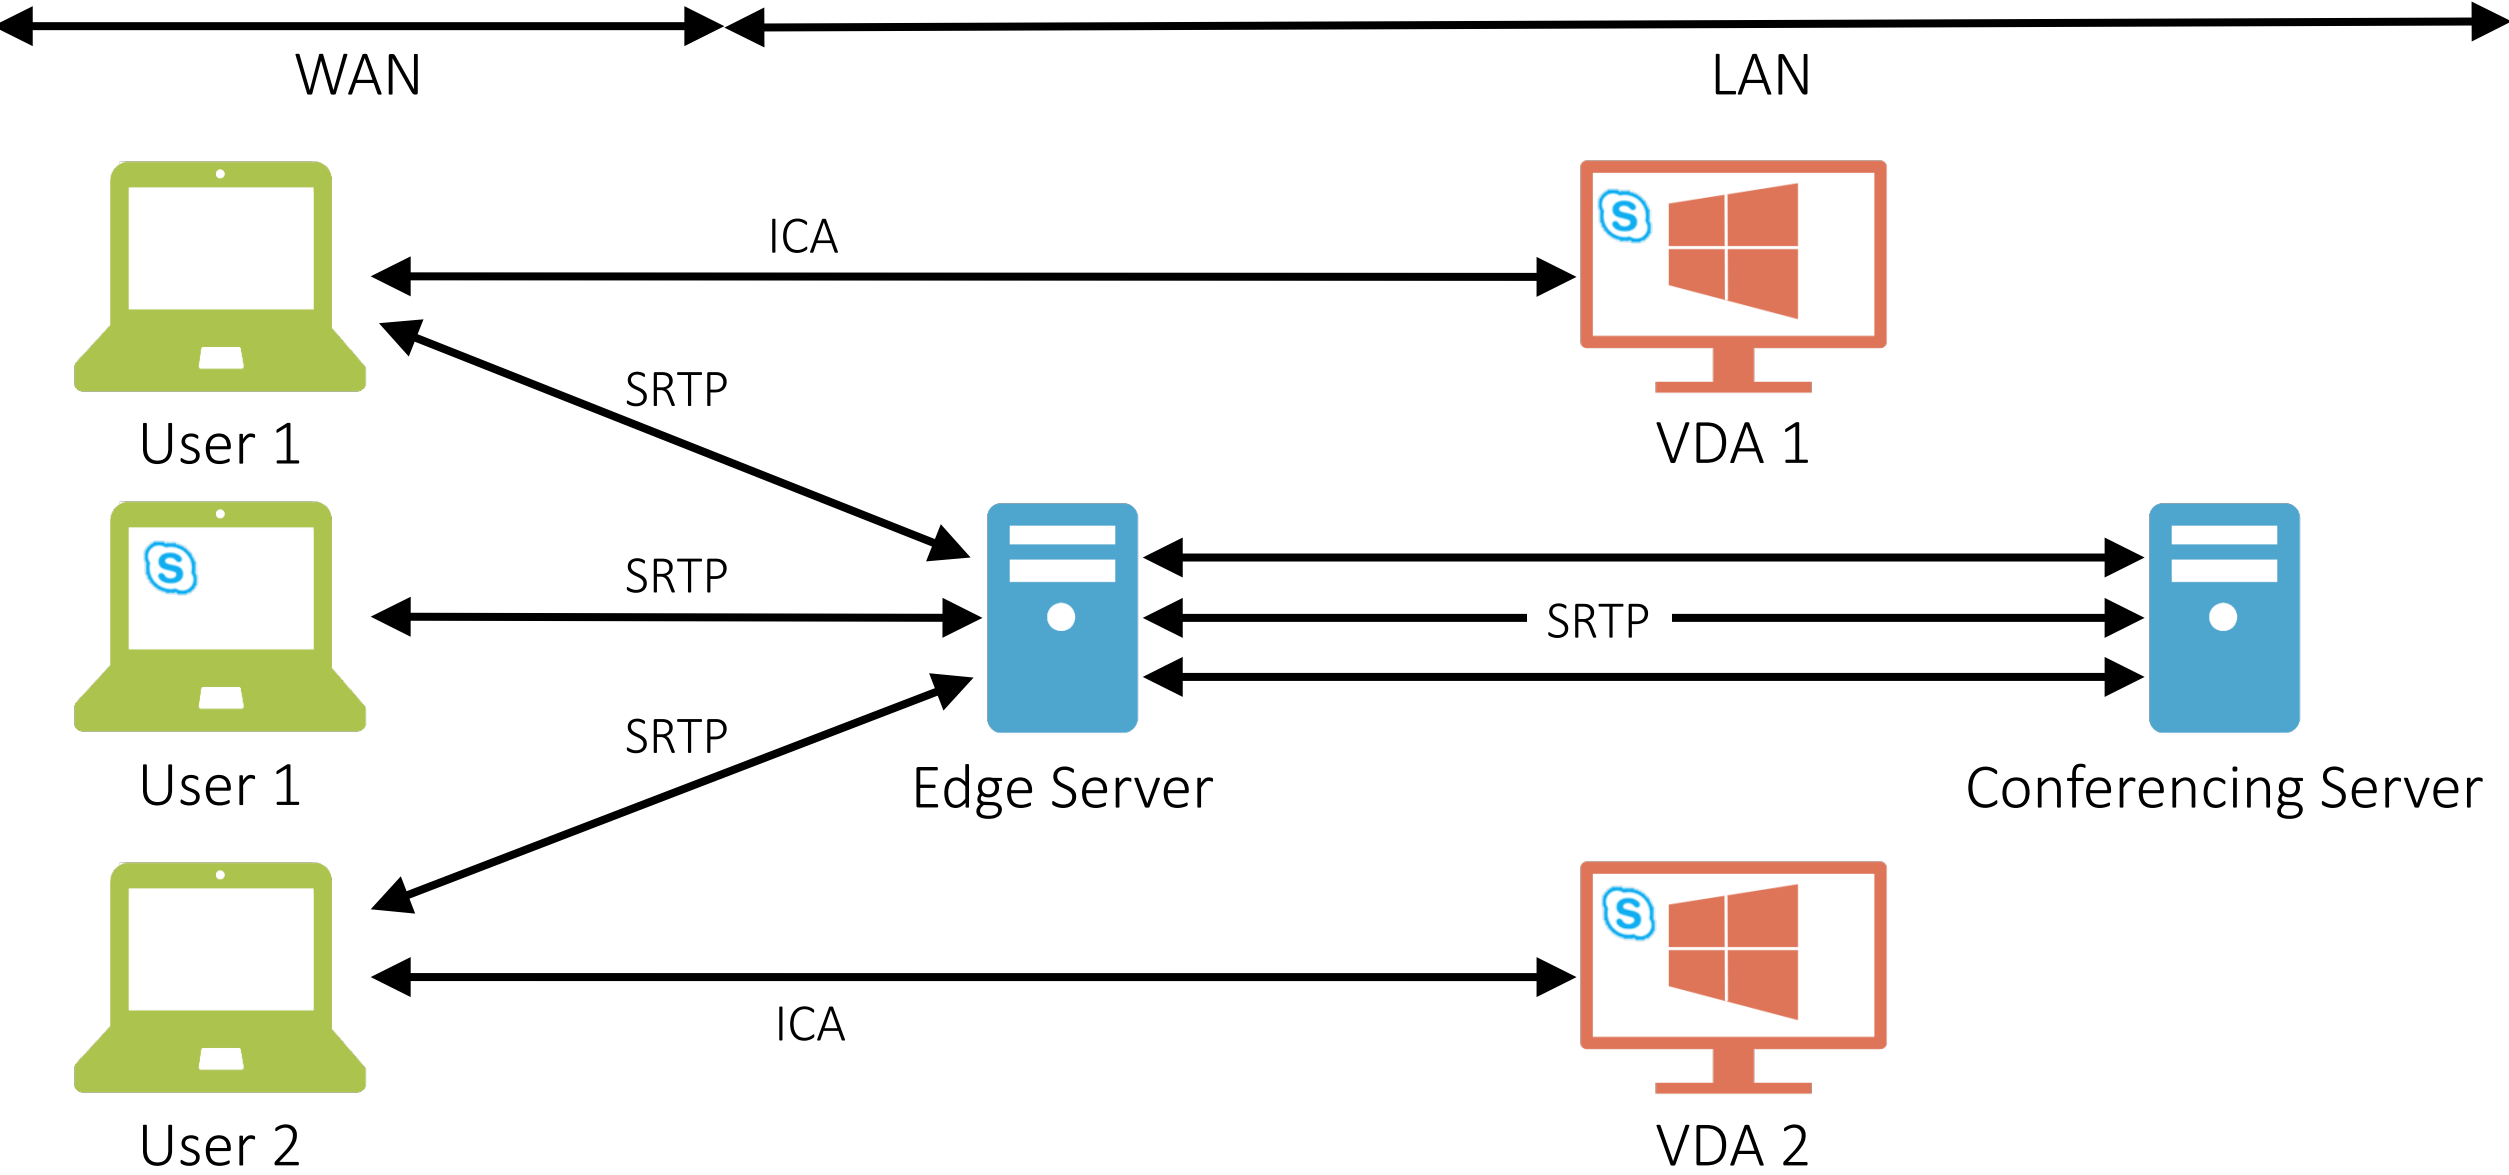 WAN
LAN
ICA
SRTP
User 1
VDA 1
S
S
SRTP
SRTP
User 1
Edge Server
Conferencing Server
SRTP
S
ICA
User 2
VDA 2